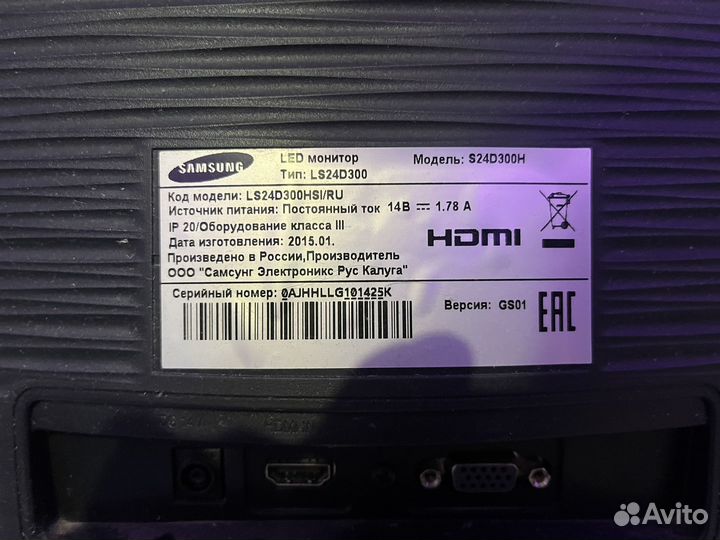 SAMSUNG
LED монитор
Тип: LS24D300
Модель: S24D300H
Код модели: LS24D300HSI/RU
Источник питания: Постоянный ток 14В 1.78 А
IP 20/Оборудование класса III
Дата изготовления: 2015.01.
Произведено в России,Производитель
ООО "Самсунг Электроникс Рус Калуга"
HDMI
Серийный номер: 0AJHHLLG101425K
Версия: GS01
EAC
HDMI IN
Avito